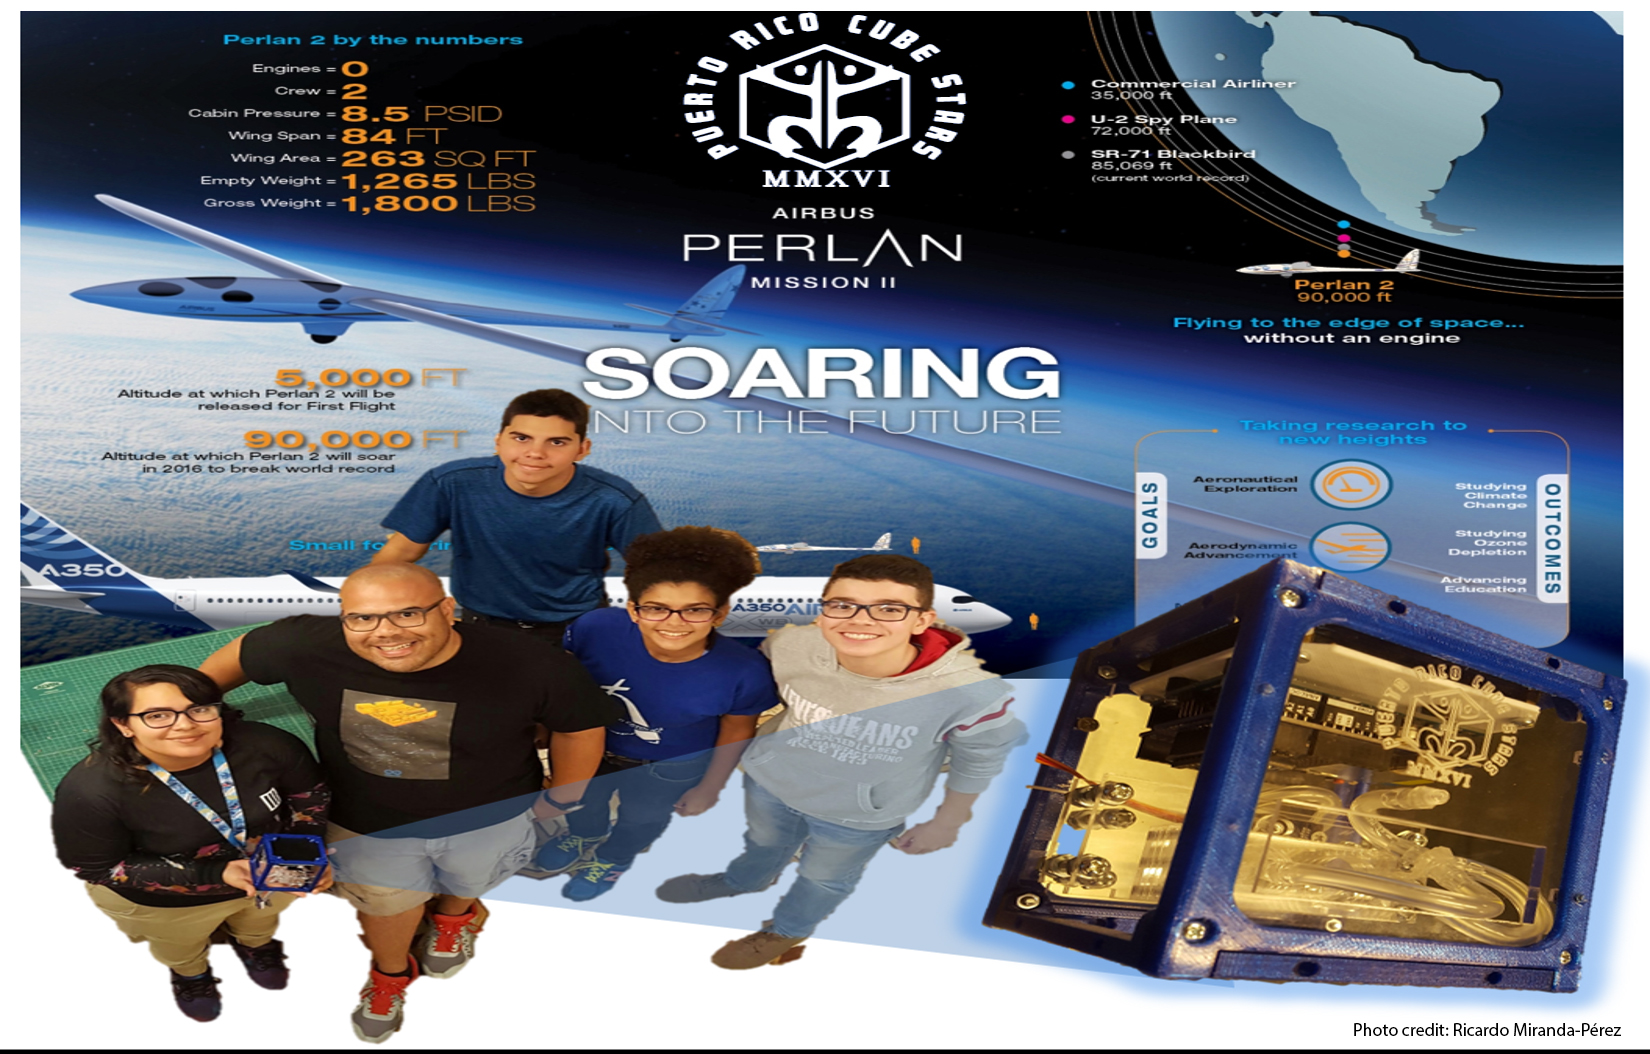 Perlan 2 by the numbers
Engines = 0
Crew = 2
Cabin Pressure = 8.5 PSID
Wing Span = 84 FT
Wing Area = 263 SQ FT
Empty Weight = 1,265 LBS
Gross Weight = 1,800 LBS
PUERTO RICO CUBE STARS
MMXVI
AIRBUS
PERLAN
MISSION II
Commercial Airliner
35,000 ft
U-2 Spy Plane
72,000 ft
SR-71 Blackbird
85,069 ft
(current world record)
Perlan 2
90,000 ft
Flying to the edge of space...
without an engine
SOARING
INTO THE FUTURE
5,000 FT
Altitude at which Perlan 2 will be
released for First Flight
90,000 FT
Altitude at which Perlan 2 will soar
in 2016 to break world record
Taking research to
new heights
GOALS
Aeronautical
Exploration
Aerodynamic
Advancement
OUTCOMES
Studying
Climate
Change
Studying
Ozone
Depletion
Advancing
Education
Small
A350
A350
LEVI'S JEANS
1873
PUERTO RICO CUBE STARS
MMXVI
Photo credit: Ricardo Miranda-Pérez